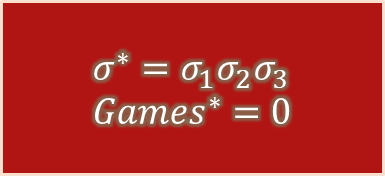 σ* = σ₁σ₂σ₃
Games* = 0